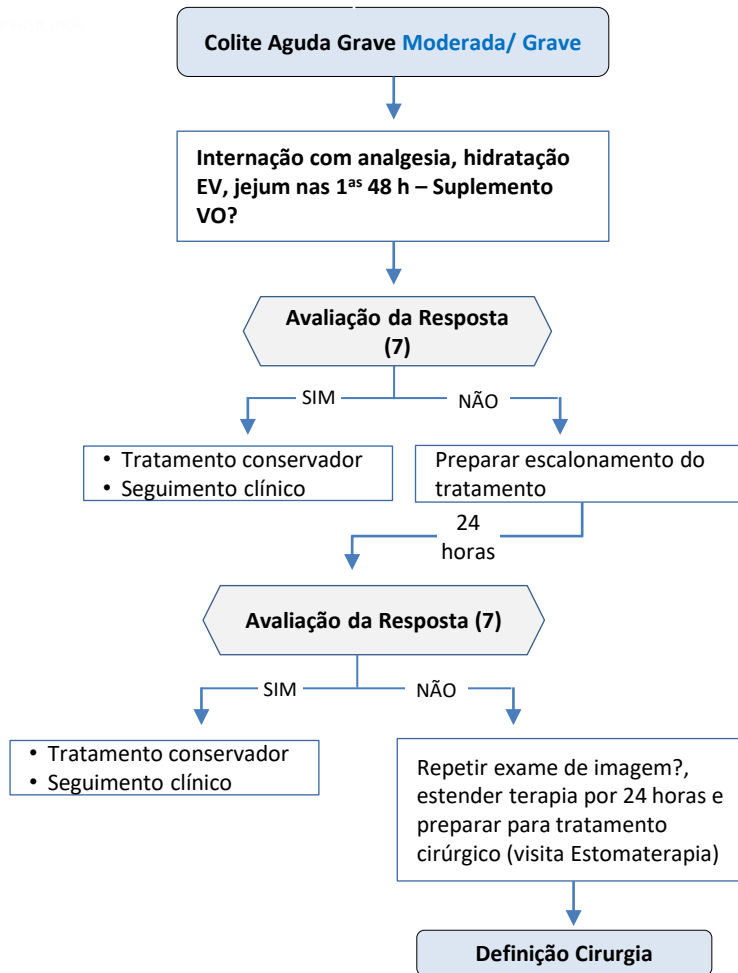 Colite Aguda Grave Moderada/ Grave
Internação com analgesia, hidratação
EV, jejum nas 1as 48 h – Suplemento
VO?
Avaliação da Resposta
(7)
SIM
NÃO
• Tratamento conservador
• Seguimento clínico
Preparar escalonamento do
tratamento
24
horas
Avaliação da Resposta (7)
SIM
NÃO
• Tratamento conservador
• Seguimento clínico
Repetir exame de imagem?,
estender terapia por 24 horas e
preparar para tratamento
cirúrgico (visita Estomaterapia)
Definição Cirurgia